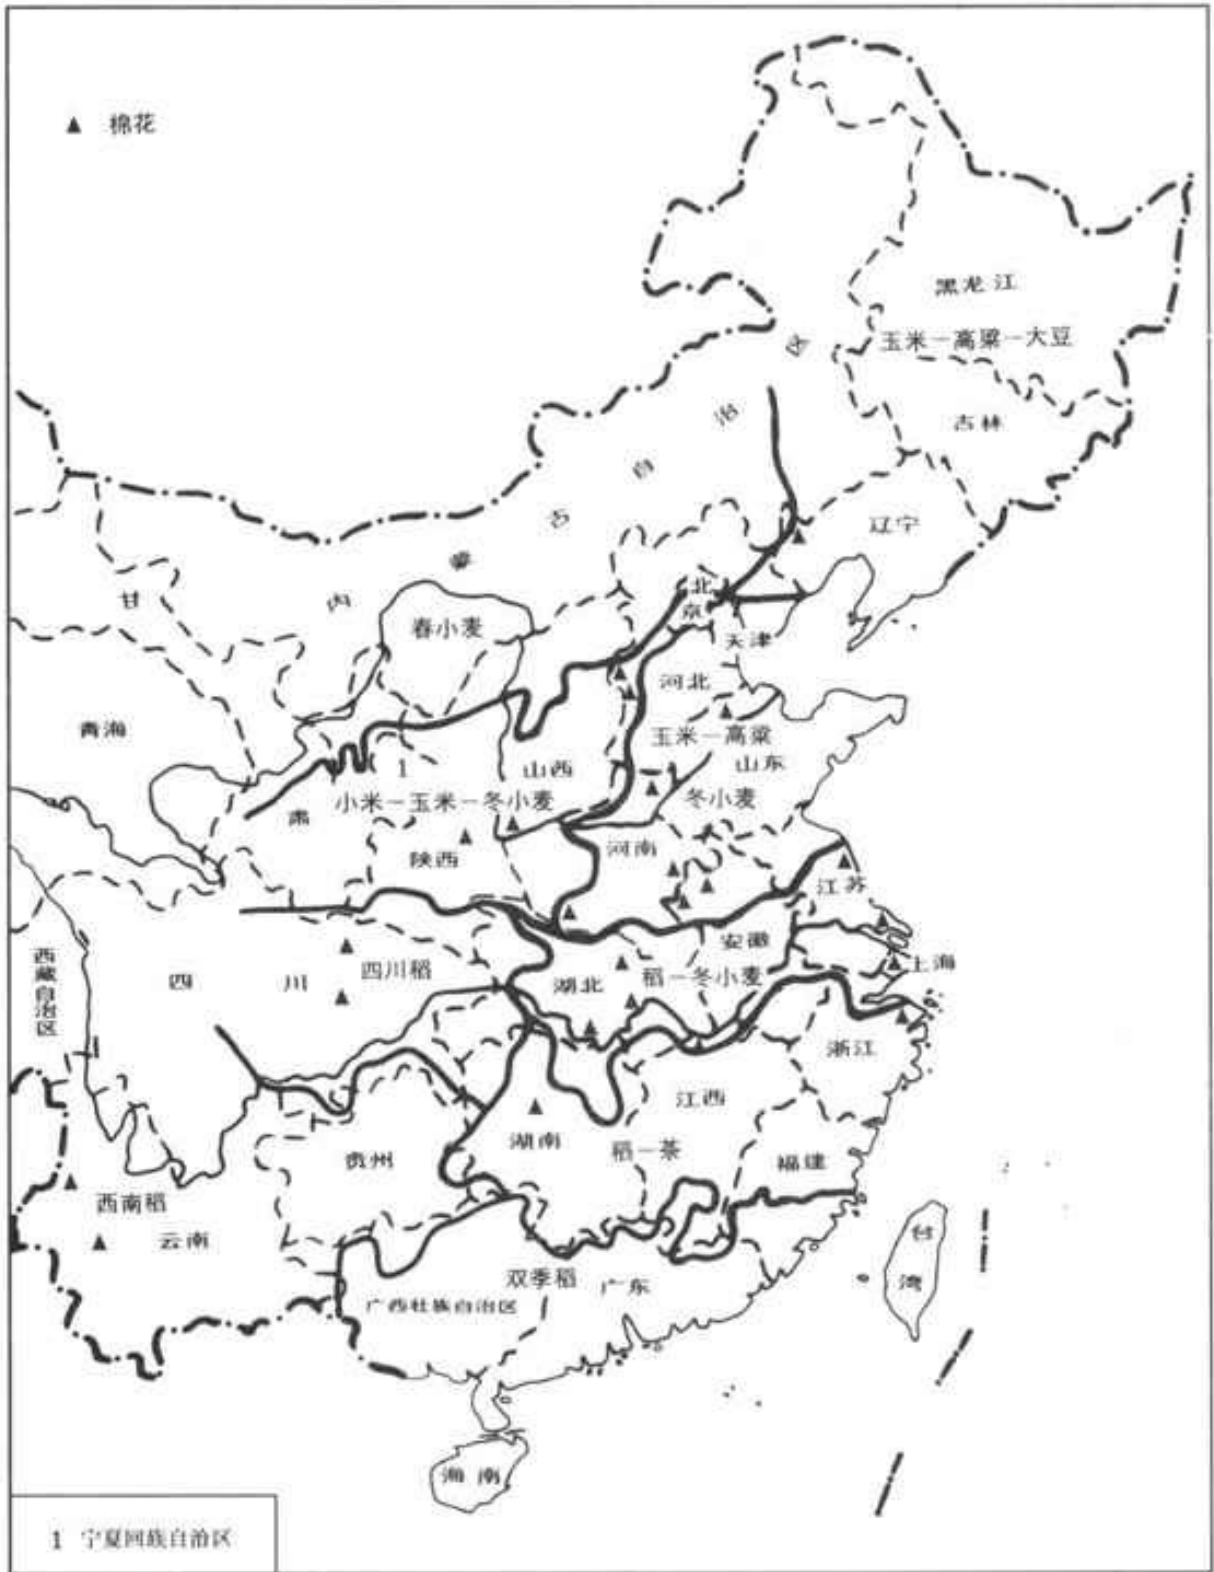 棉花
黑龙江
玉米-高粱-大豆
吉林
辽宁
内蒙古自治区
甘肃
春小麦
北京
天津
河北
青海
玉米-高粱
山东
冬小麦
1
山西
小米-玉米-冬小麦
陕西
河南
江苏
安徽
上海
西藏自治区
四川
四川稻
湖北
稻-冬小麦
浙江
江西
湖南
稻-茶
贵州
福建
西南稻
云南
双季稻
广东
广西壮族自治区
台湾
海南
1 宁夏回族自治区